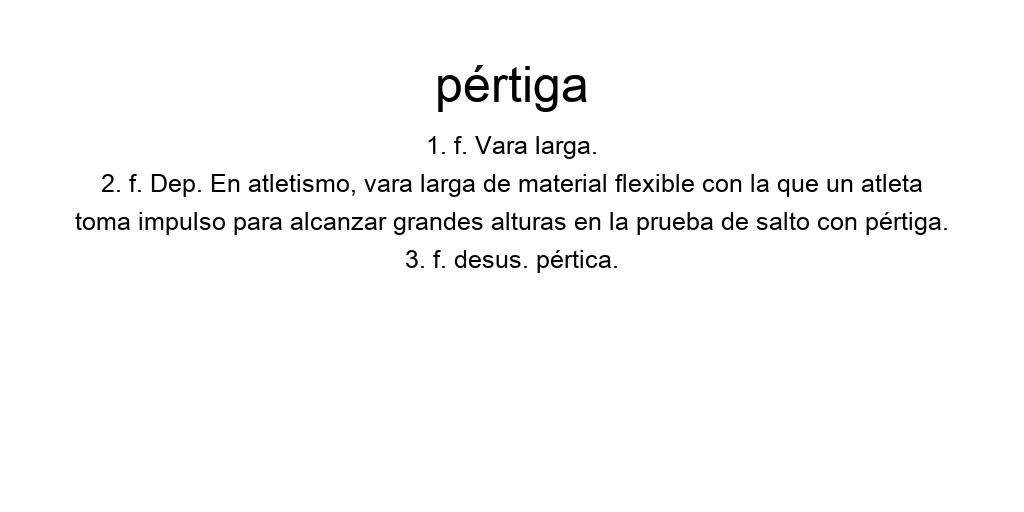 pértiga
1. f. Vara larga.
2. f. Dep. En atletismo, vara larga de material flexible con la que un atleta
toma impulso para alcanzar grandes alturas en la prueba de salto con pértiga.
3. f. desus. pértica.